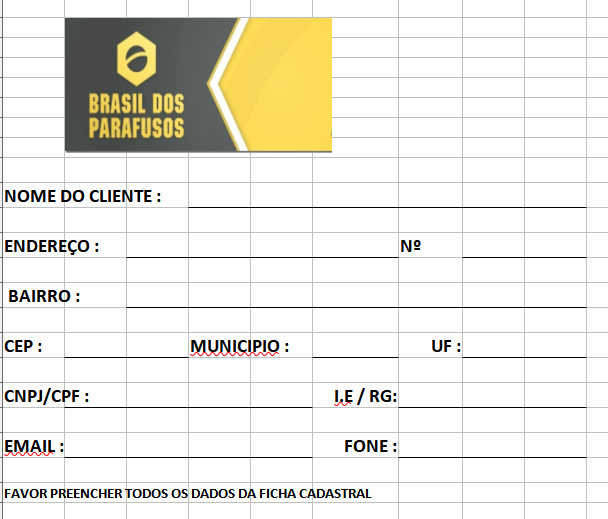 BRASIL DOS
PARAFUSOS
NOME DO CLIENTE :
ENDEREÇO : Nº
BAIRRO :
CEP : MUNICIPIO : UF :
CNPJ/CPF : I.E / RG:
EMAIL : FONE :
FAVOR PREENCHER TODOS OS DADOS DA FICHA CADASTRAL